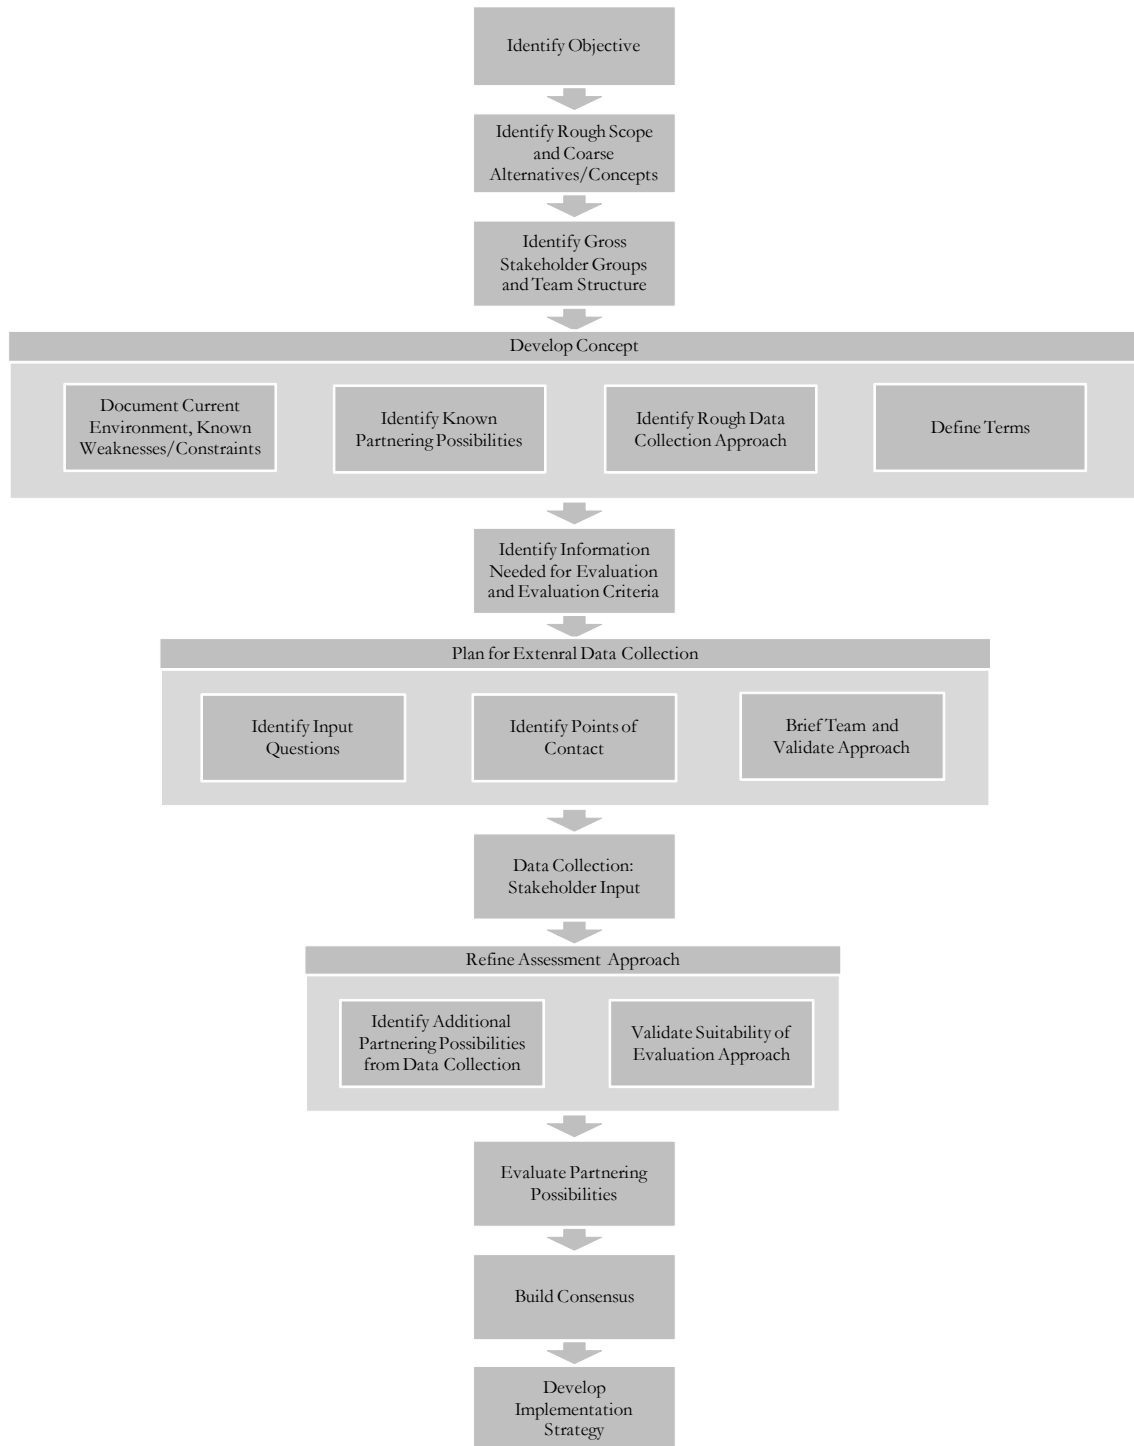 Identify Objective
Identify Rough Scope
and Coarse
Alternatives/Concepts
Identify Gross
Stakeholder Groups
and Team Structure
Develop Concept
Document Current
Environment, Known
Weaknesses/Constraints
Identify Known
Partnering Possibilities
Identify Rough Data
Collection Approach
Define Terms
Identify Information
Needed for Evaluation
and Evaluation Criteria
Plan for Extenral Data Collection
Identify Input
Questions
Identify Points of
Contact
Brief Team and
Validate Approach
Data Collection:
Stakeholder Input
Refine Assessment Approach
Identify Additional
Partnering Possibilities
from Data Collection
Validate Suitability of
Evaluation Approach
Evaluate Partnering
Possibilities
Build Consensus
Develop
Implementation
Strategy